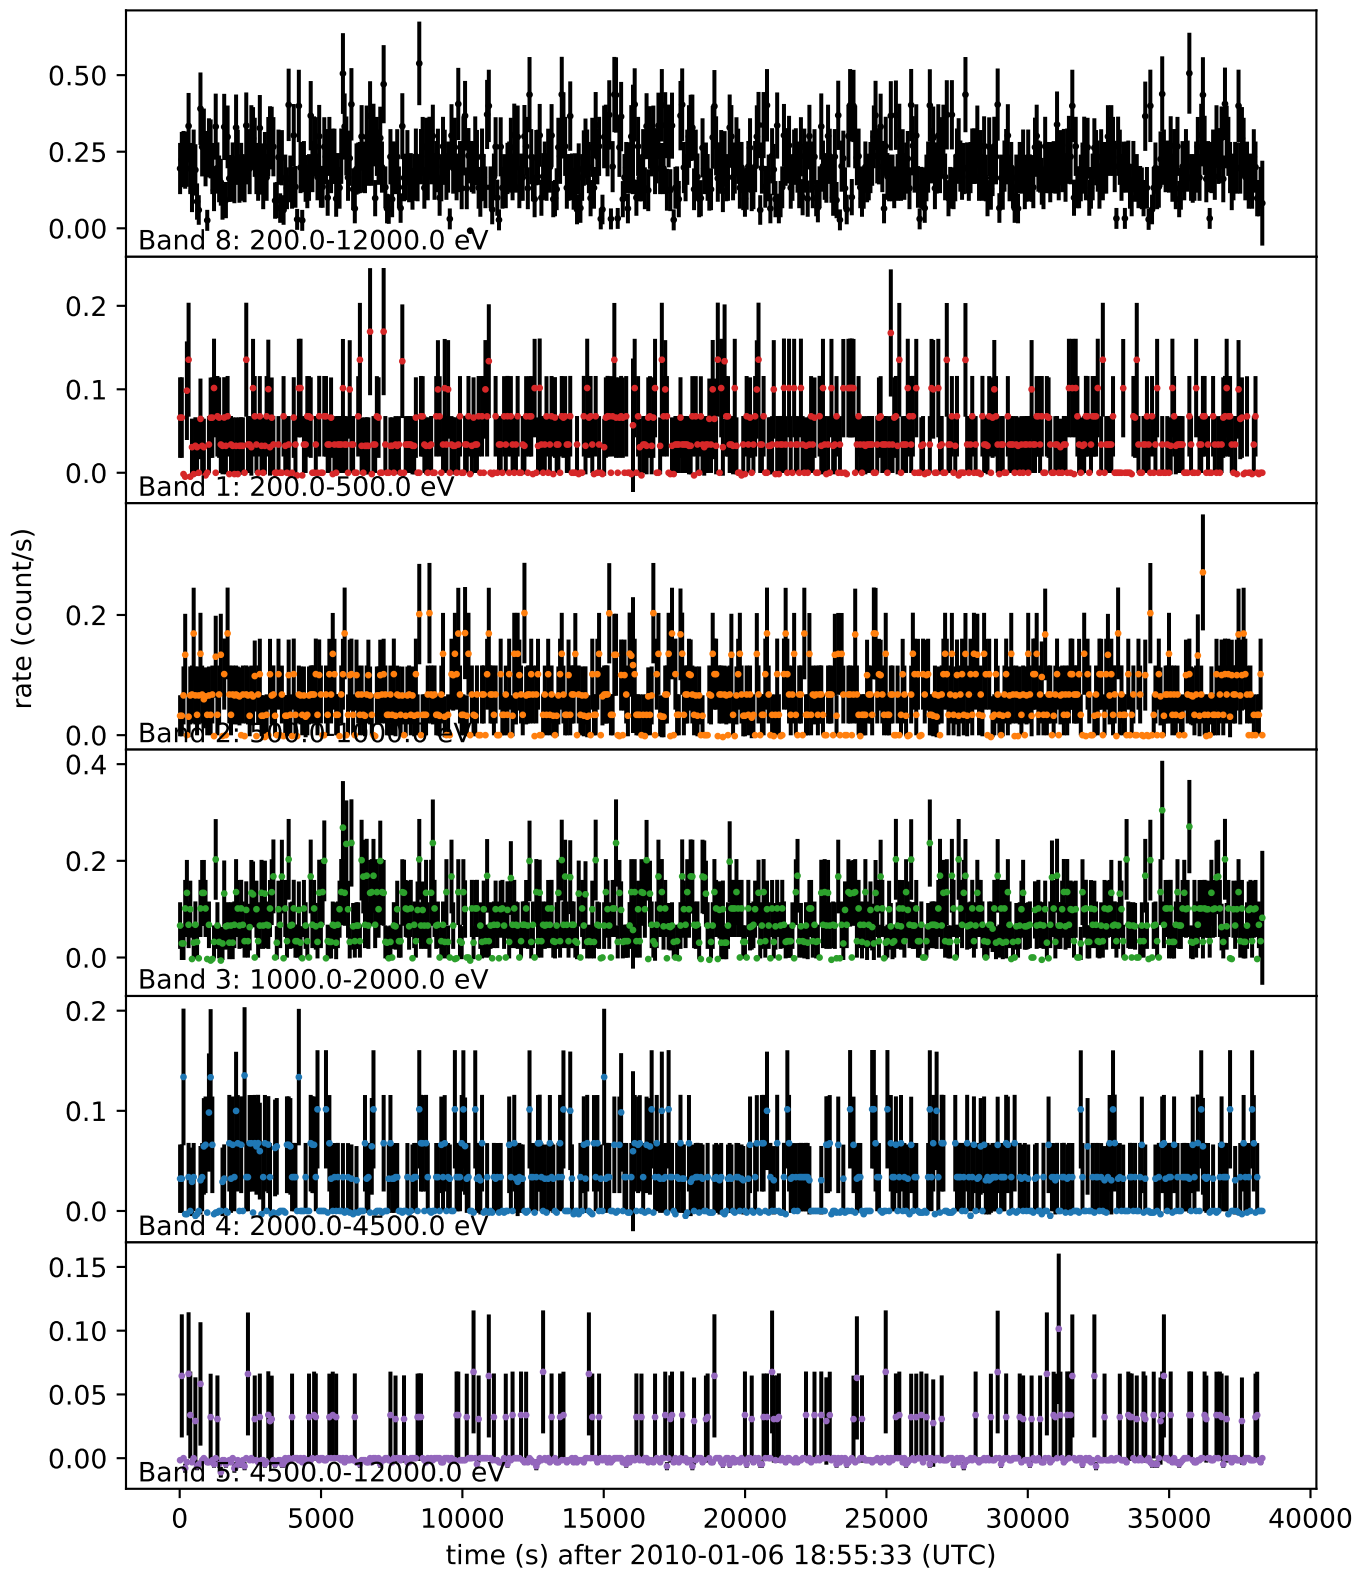 0.50
0.25
0.00
Band 8: 200.0-12000.0 eV
0.2
0.1
0.0
Band 1: 200.0-500.0 eV
rate (count/s)
0.2
0.0
Band 2: 500.0-1000.0 eV
0.4
0.2
0.0
Band 3: 1000.0-2000.0 eV
0.2
0.1
0.0
Band 4: 2000.0-4500.0 eV
0.15
0.10
0.05
0.00
Band 5: 4500.0-12000.0 eV
0 5000 10000 15000 20000 25000 30000 35000 40000
time (s) after 2010-01-06 18:55:33 (UTC)